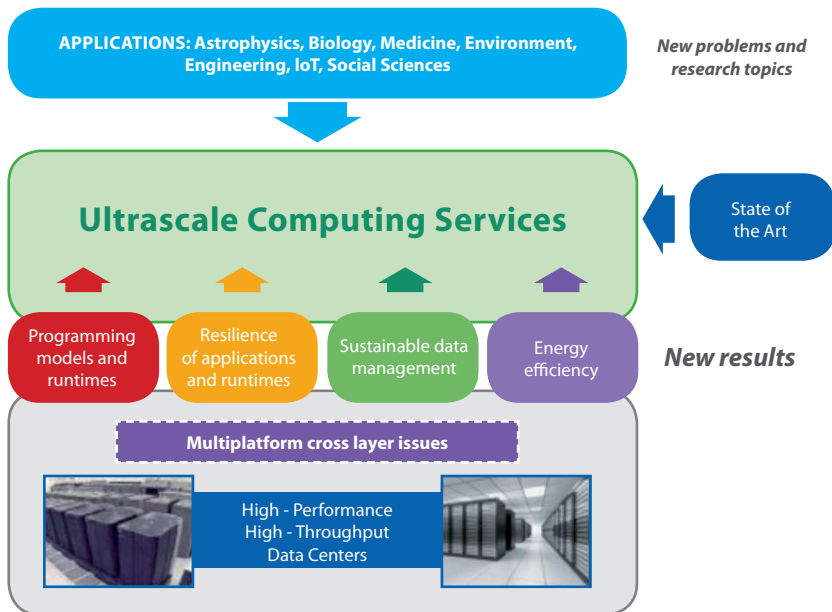 APPLICATIONS: Astrophysics, Biology, Medicine, Environment,
Engineering, IoT, Social Sciences
New problems and
research topics
Ultrascale Computing Services
State of
the Art
Programming
models and
runtimes
Resilience
of applications
and runtimes
Sustainable data
management
Energy
efficiency
New results
Multiplatform cross layer issues
High - Performance
High - Throughput
Data Centers